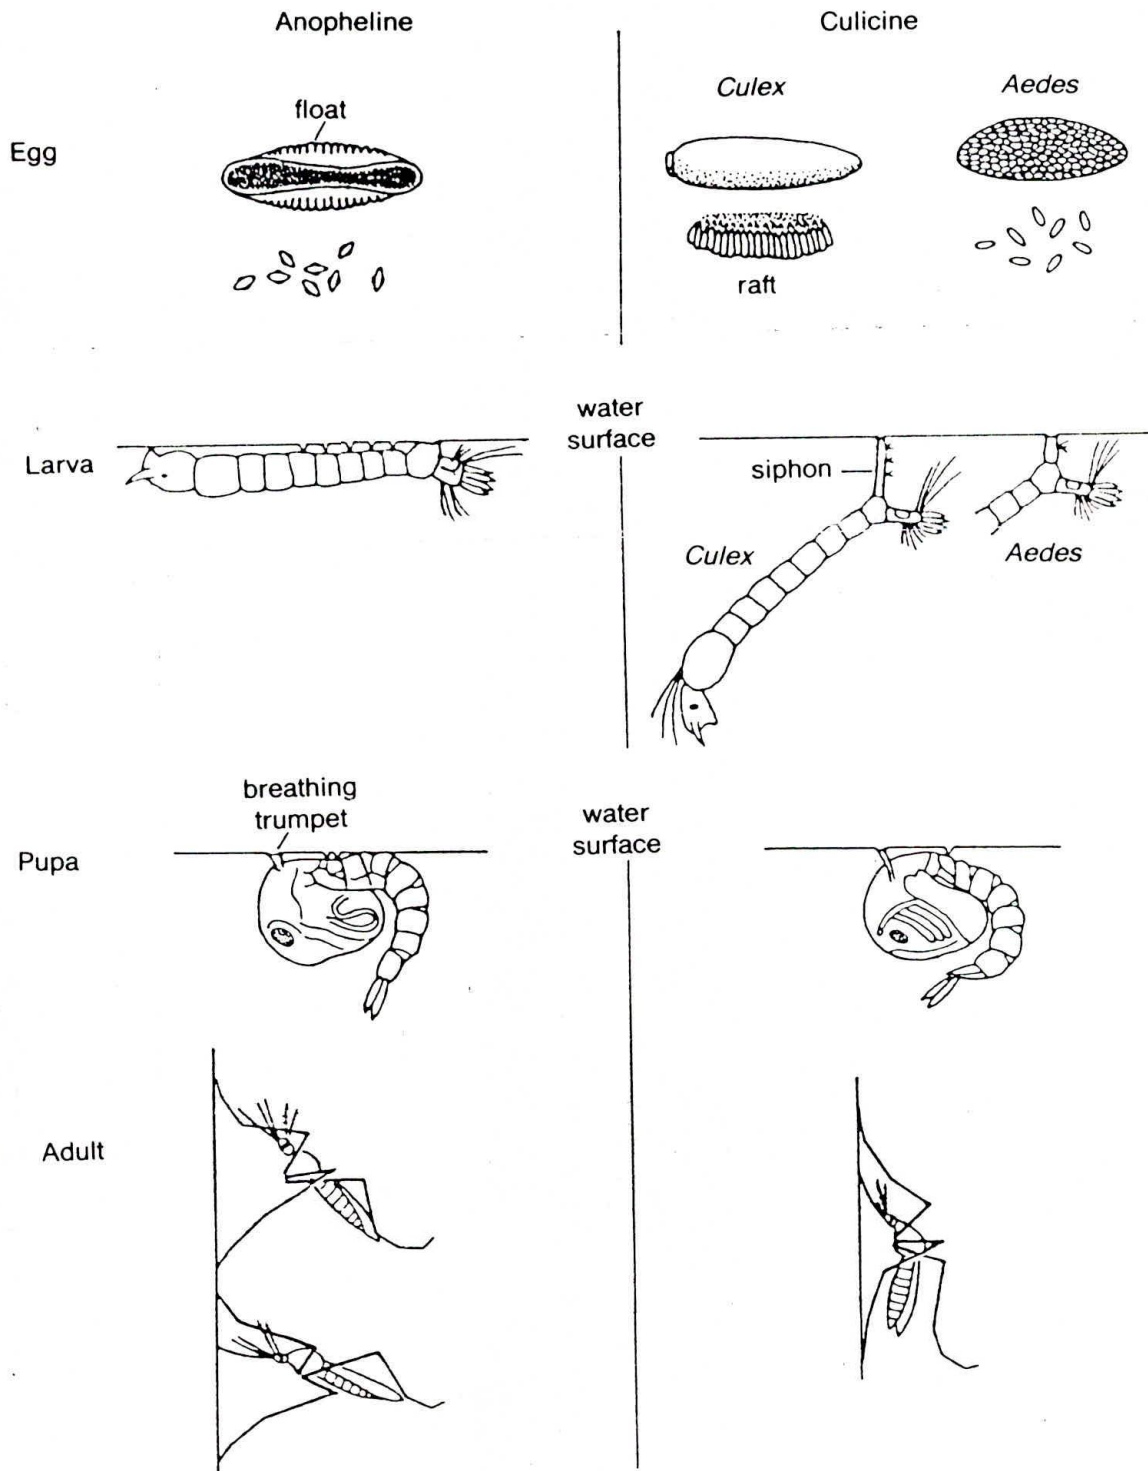 Anopheline
Culicine
Culex
Aedes
float
Egg
raft
water
surface
Larva
siphon
Culex
Aedes
breathing
trumpet
water
surface
Pupa
Adult